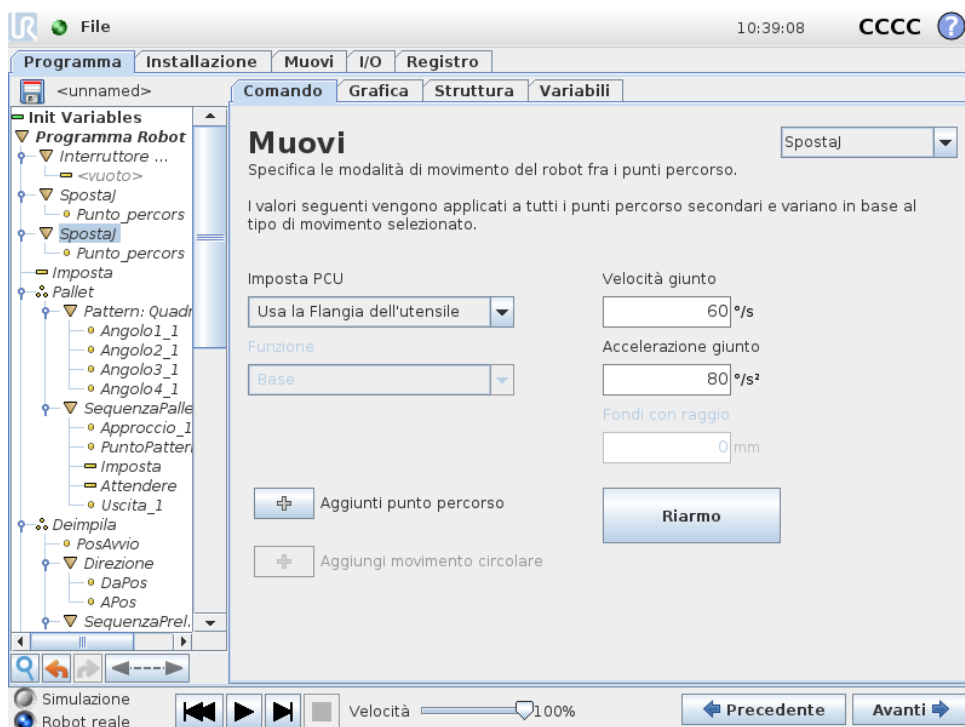 UR File 10:39:08 CCCC ?
Programma Installazione Muovi I/O Registro
<unnamed> Comando Grafica Struttura Variabili
Init Variables
Programma Robot
Interruttore ...
<vuoto>
SpostaJ
Punto_percors
SpostaJ
Punto_percors
Imposta
Pallet
Pattern: Quadr
Angolo1_1
Angolo2_1
Angolo3_1
Angolo4_1
SequenzaPalle
Approccio_1
PuntoPatter
Imposta
Attendere
Uscita_1
Deimpila
PosAvvio
Direzione
DaPos
APos
SequenzaPrel.
Muovi
SpostaJ
Specifica le modalità di movimento del robot fra i punti percorso.
I valori seguenti vengono applicati a tutti i punti percorso secondari e variano in base al
tipo di movimento selezionato.
Imposta PCU Velocità giunto
Usa la Flangia dell'utensile 60 °/s
Funzione Accelerazione giunto
Base 80 °/s²
Fondi con raggio
0 mm
Aggiunti punto percorso Riarmo
Aggiungi movimento circolare
Simulazione
Robot reale
Velocità 100% Precedente Avanti